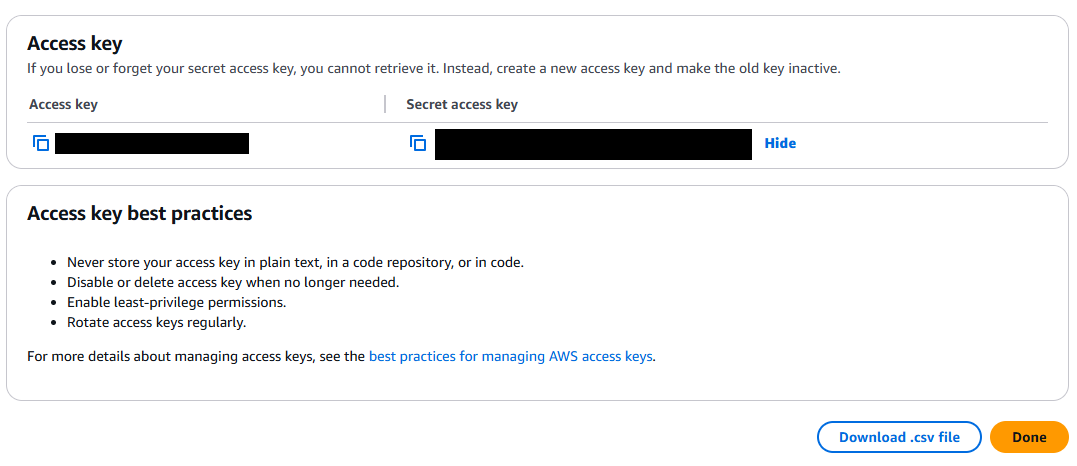 Access key
If you lose or forget your secret access key, you cannot retrieve it. Instead, create a new access key and make the old key inactive.
Access key
Secret access key
Hide
Access key best practices
• Never store your access key in plain text, in a code repository, or in code.
• Disable or delete access key when no longer needed.
• Enable least-privilege permissions.
• Rotate access keys regularly.
For more details about managing access keys, see the best practices for managing AWS access keys.
Download .csv file
Done